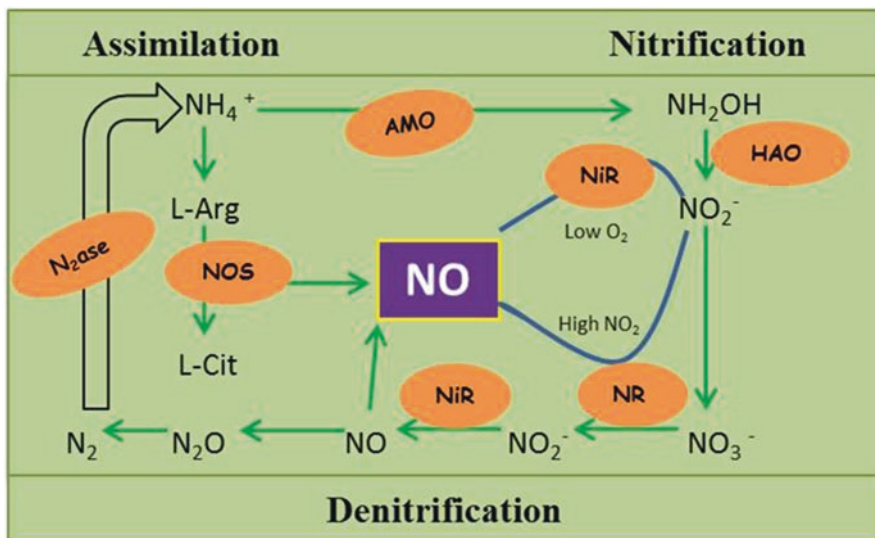 Assimilation
Nitrification
NH₄⁺
AMO
NH₂OH
HAO
NiR
L-Arg
NO₂⁻
Low O₂
N₂ase
NOS
NO
High NO₂
L-Cit
NiR
NR
N₂
N₂O
NO
NO₂⁻
NO₃⁻
Denitrification